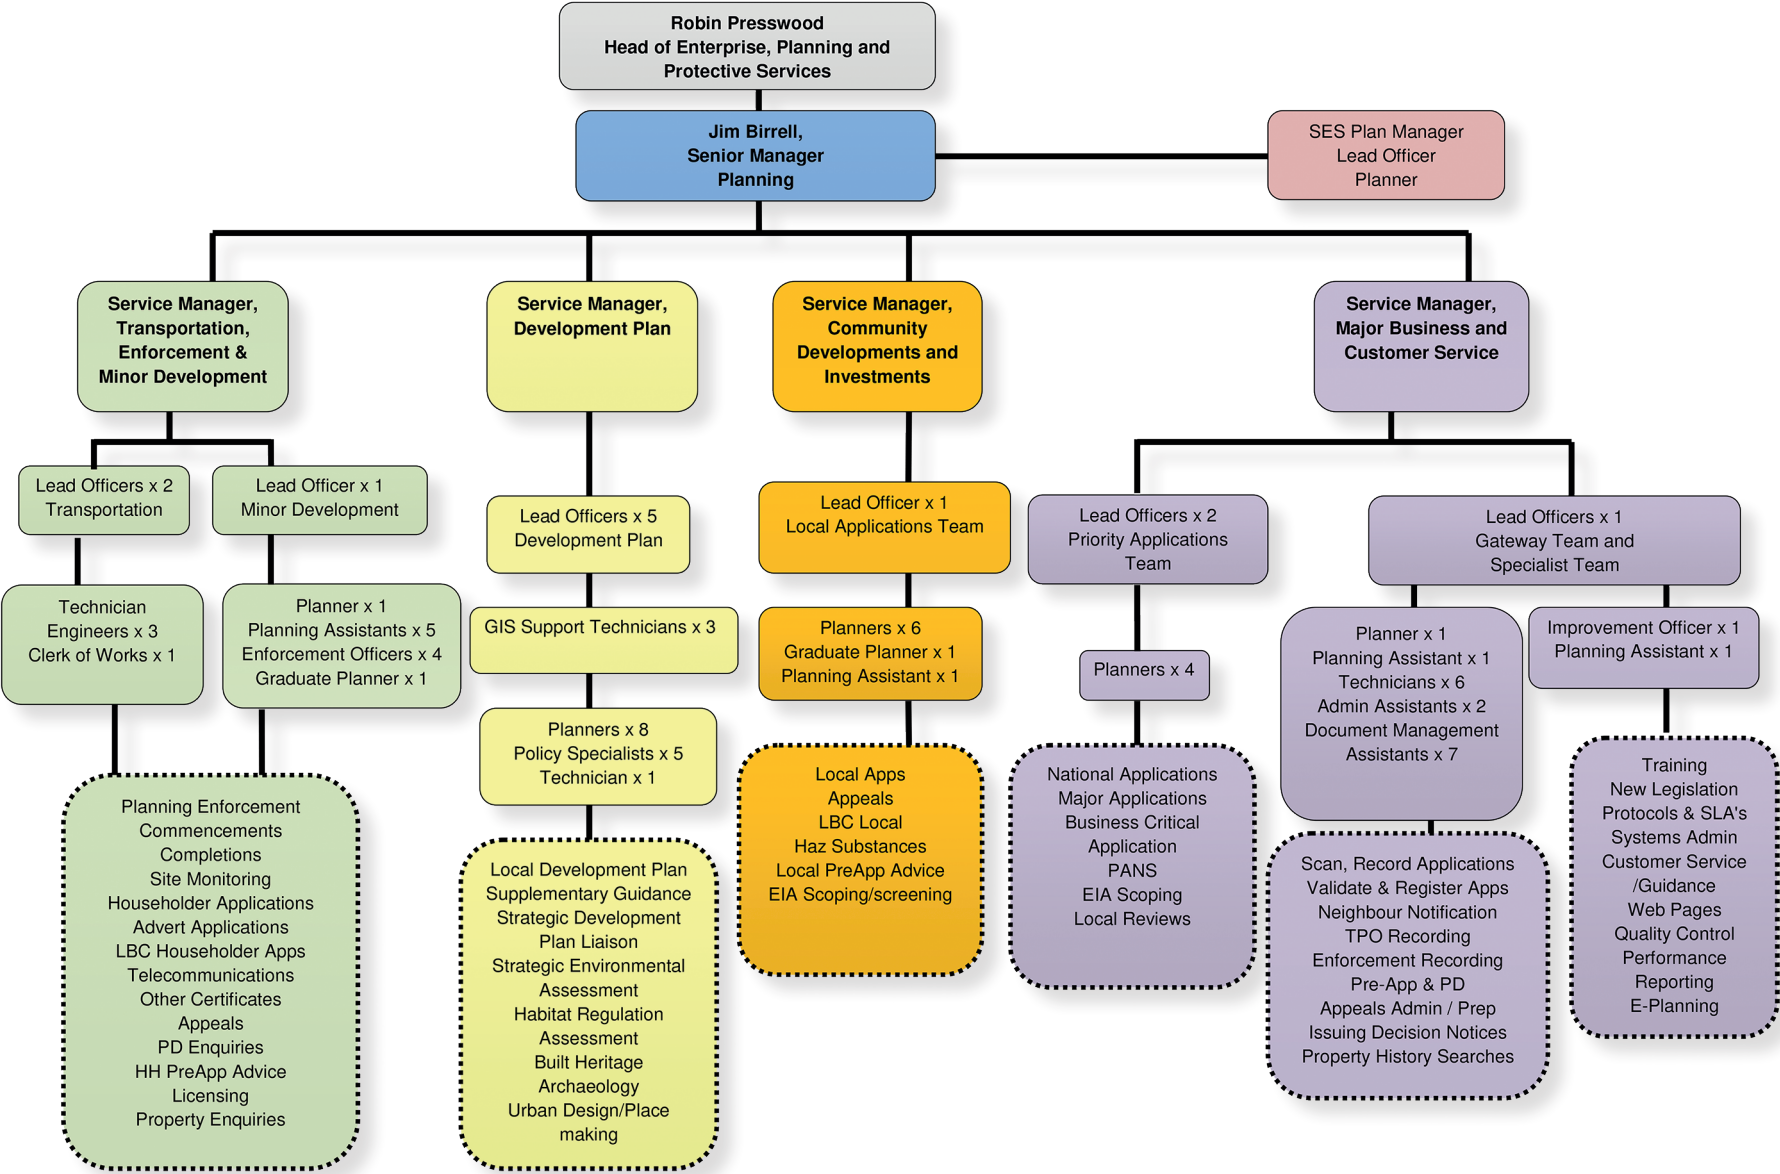 Robin Presswood
Head of Enterprise, Planning and
Protective Services
Jim Birrell,
Senior Manager
Planning
SES Plan Manager
Lead Officer
Planner
Service Manager,
Transportation,
Enforcement &
Minor Development
Service Manager,
Development Plan
Service Manager,
Community
Developments and
Investments
Service Manager,
Major Business and
Customer Service
Lead Officers x 2
Transportation
Lead Officer x 1
Minor Development
Lead Officers x 5
Development Plan
Lead Officer x 1
Local Applications Team
Lead Officers x 2
Priority Applications
Team
Lead Officers x 1
Gateway Team and
Specialist Team
Technician
Engineers x 3
Clerk of Works x 1
Planner x 1
Planning Assistants x 5
Enforcement Officers x 4
Graduate Planner x 1
GIS Support Technicians x 3
Planners x 6
Graduate Planner x 1
Planning Assistant x 1
Planners x 4
Planner x 1
Planning Assistant x 1
Technicians x 6
Admin Assistants x 2
Document Management
Assistants x 7
Improvement Officer x 1
Planning Assistant x 1
Planners x 8
Policy Specialists x 5
Technician x 1
Planning Enforcement
Commencements
Completions
Site Monitoring
Householder Applications
Advert Applications
LBC Householder Apps
Telecommunications
Other Certificates
Appeals
PD Enquiries
HH PreApp Advice
Licensing
Property Enquiries
Local Development Plan
Supplementary Guidance
Strategic Development
Plan Liaison
Strategic Environmental
Assessment
Habitat Regulation
Assessment
Built Heritage
Archaeology
Urban Design/Place
making
Local Apps
Appeals
LBC Local
Haz Substances
Local PreApp Advice
EIA Scoping/screening
National Applications
Major Applications
Business Critical
Application
PANS
EIA Scoping
Local Reviews
Scan, Record Applications
Validate & Register Apps
Neighbour Notification
TPO Recording
Enforcement Recording
Pre-App & PD
Appeals Admin / Prep
Issuing Decision Notices
Property History Searches
Training
New Legislation
Protocols & SLA's
Systems Admin
Customer Service
/Guidance
Web Pages
Quality Control
Performance
Reporting
E-Planning